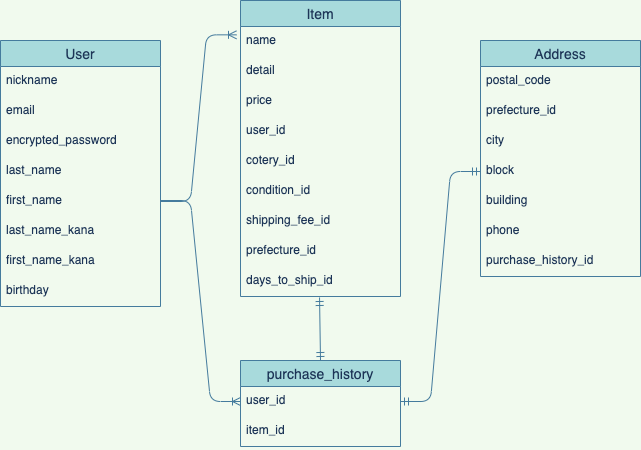 User
nickname
email
encrypted_password
last_name
first_name
last_name_kana
first_name_kana
birthday
Item
name
detail
price
user_id
cotery_id
condition_id
shipping_fee_id
prefecture_id
days_to_ship_id
purchase_history
user_id
item_id
Address
postal_code
prefecture_id
city
block
building
phone
purchase_history_id